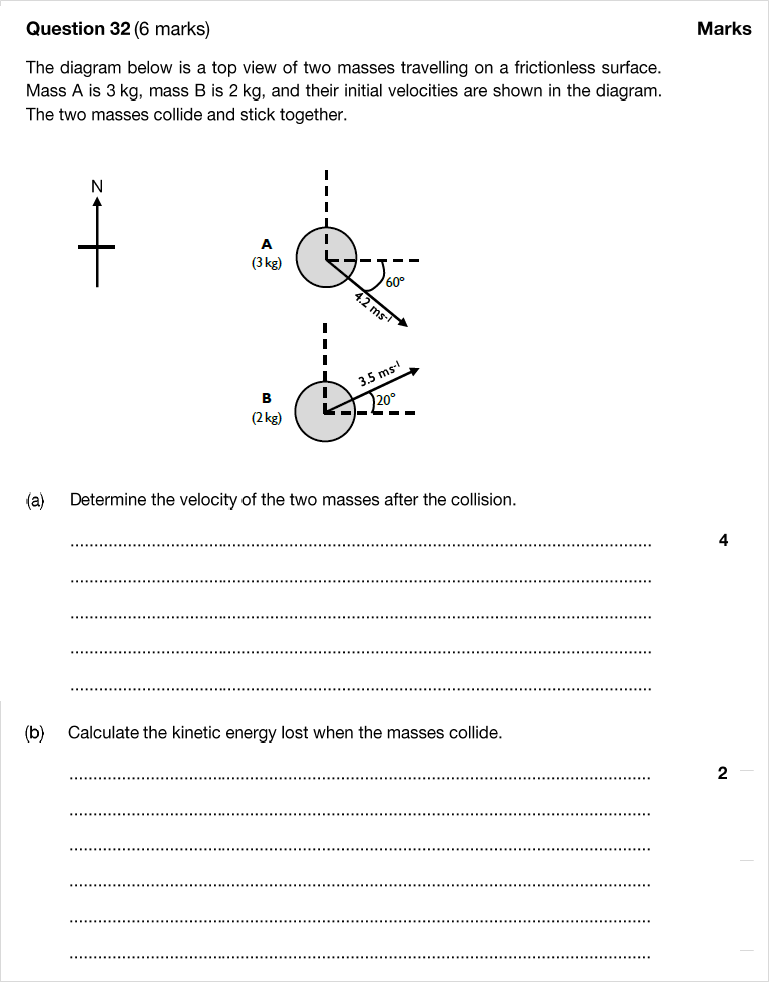 Question 32 (6 marks) Marks
The diagram below is a top view of two masses travelling on a frictionless surface.
Mass A is 3 kg, mass B is 2 kg, and their initial velocities are shown in the diagram.
The two masses collide and stick together.
N
A
(3 kg)
60°
4.2 ms⁻¹
3.5 ms⁻¹
B
(2 kg)
20°
(a) Determine the velocity of the two masses after the collision.
4
(b) Calculate the kinetic energy lost when the masses collide.
2